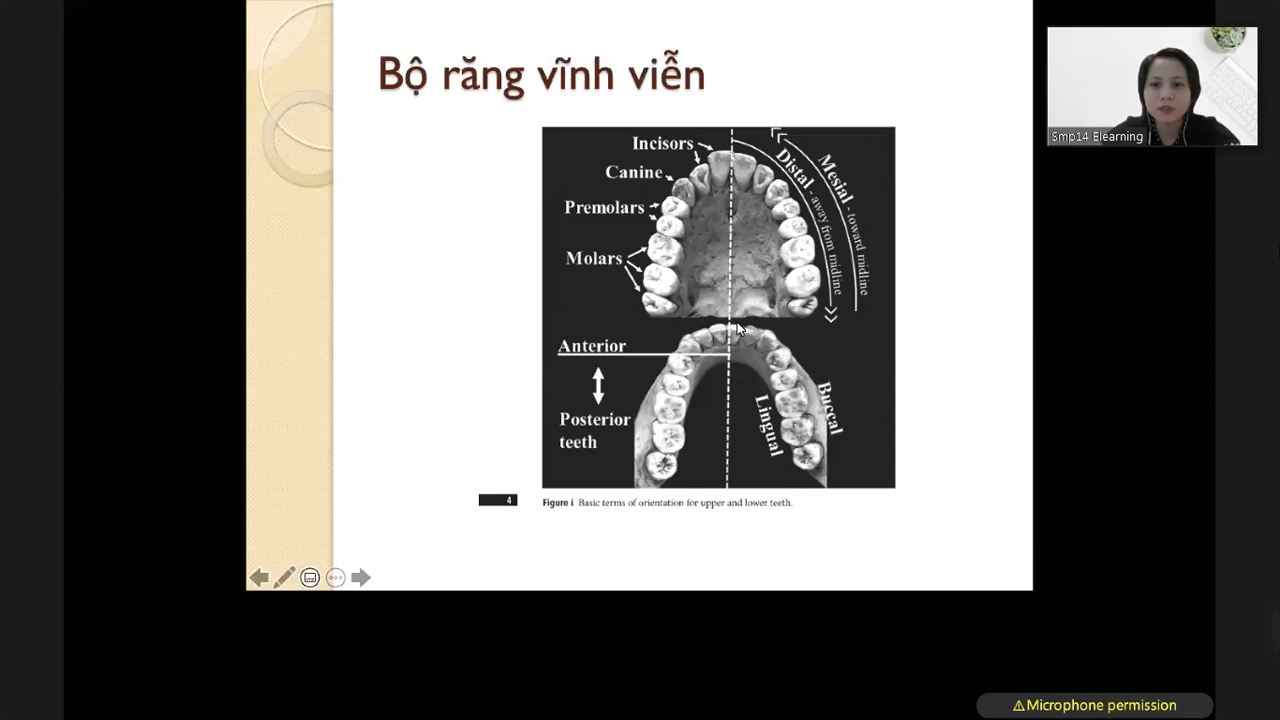 Bộ răng vĩnh viễn
Smp14 Elearning
Incisors
Canine
Premolars
Molars
Distal - away from midline
Mesial - toward midline
Anterior
Posterior
teeth
Lingual
Buccal
4
Figure i Basic terms of orientation for upper and lower teeth.
⚠Microphone permission